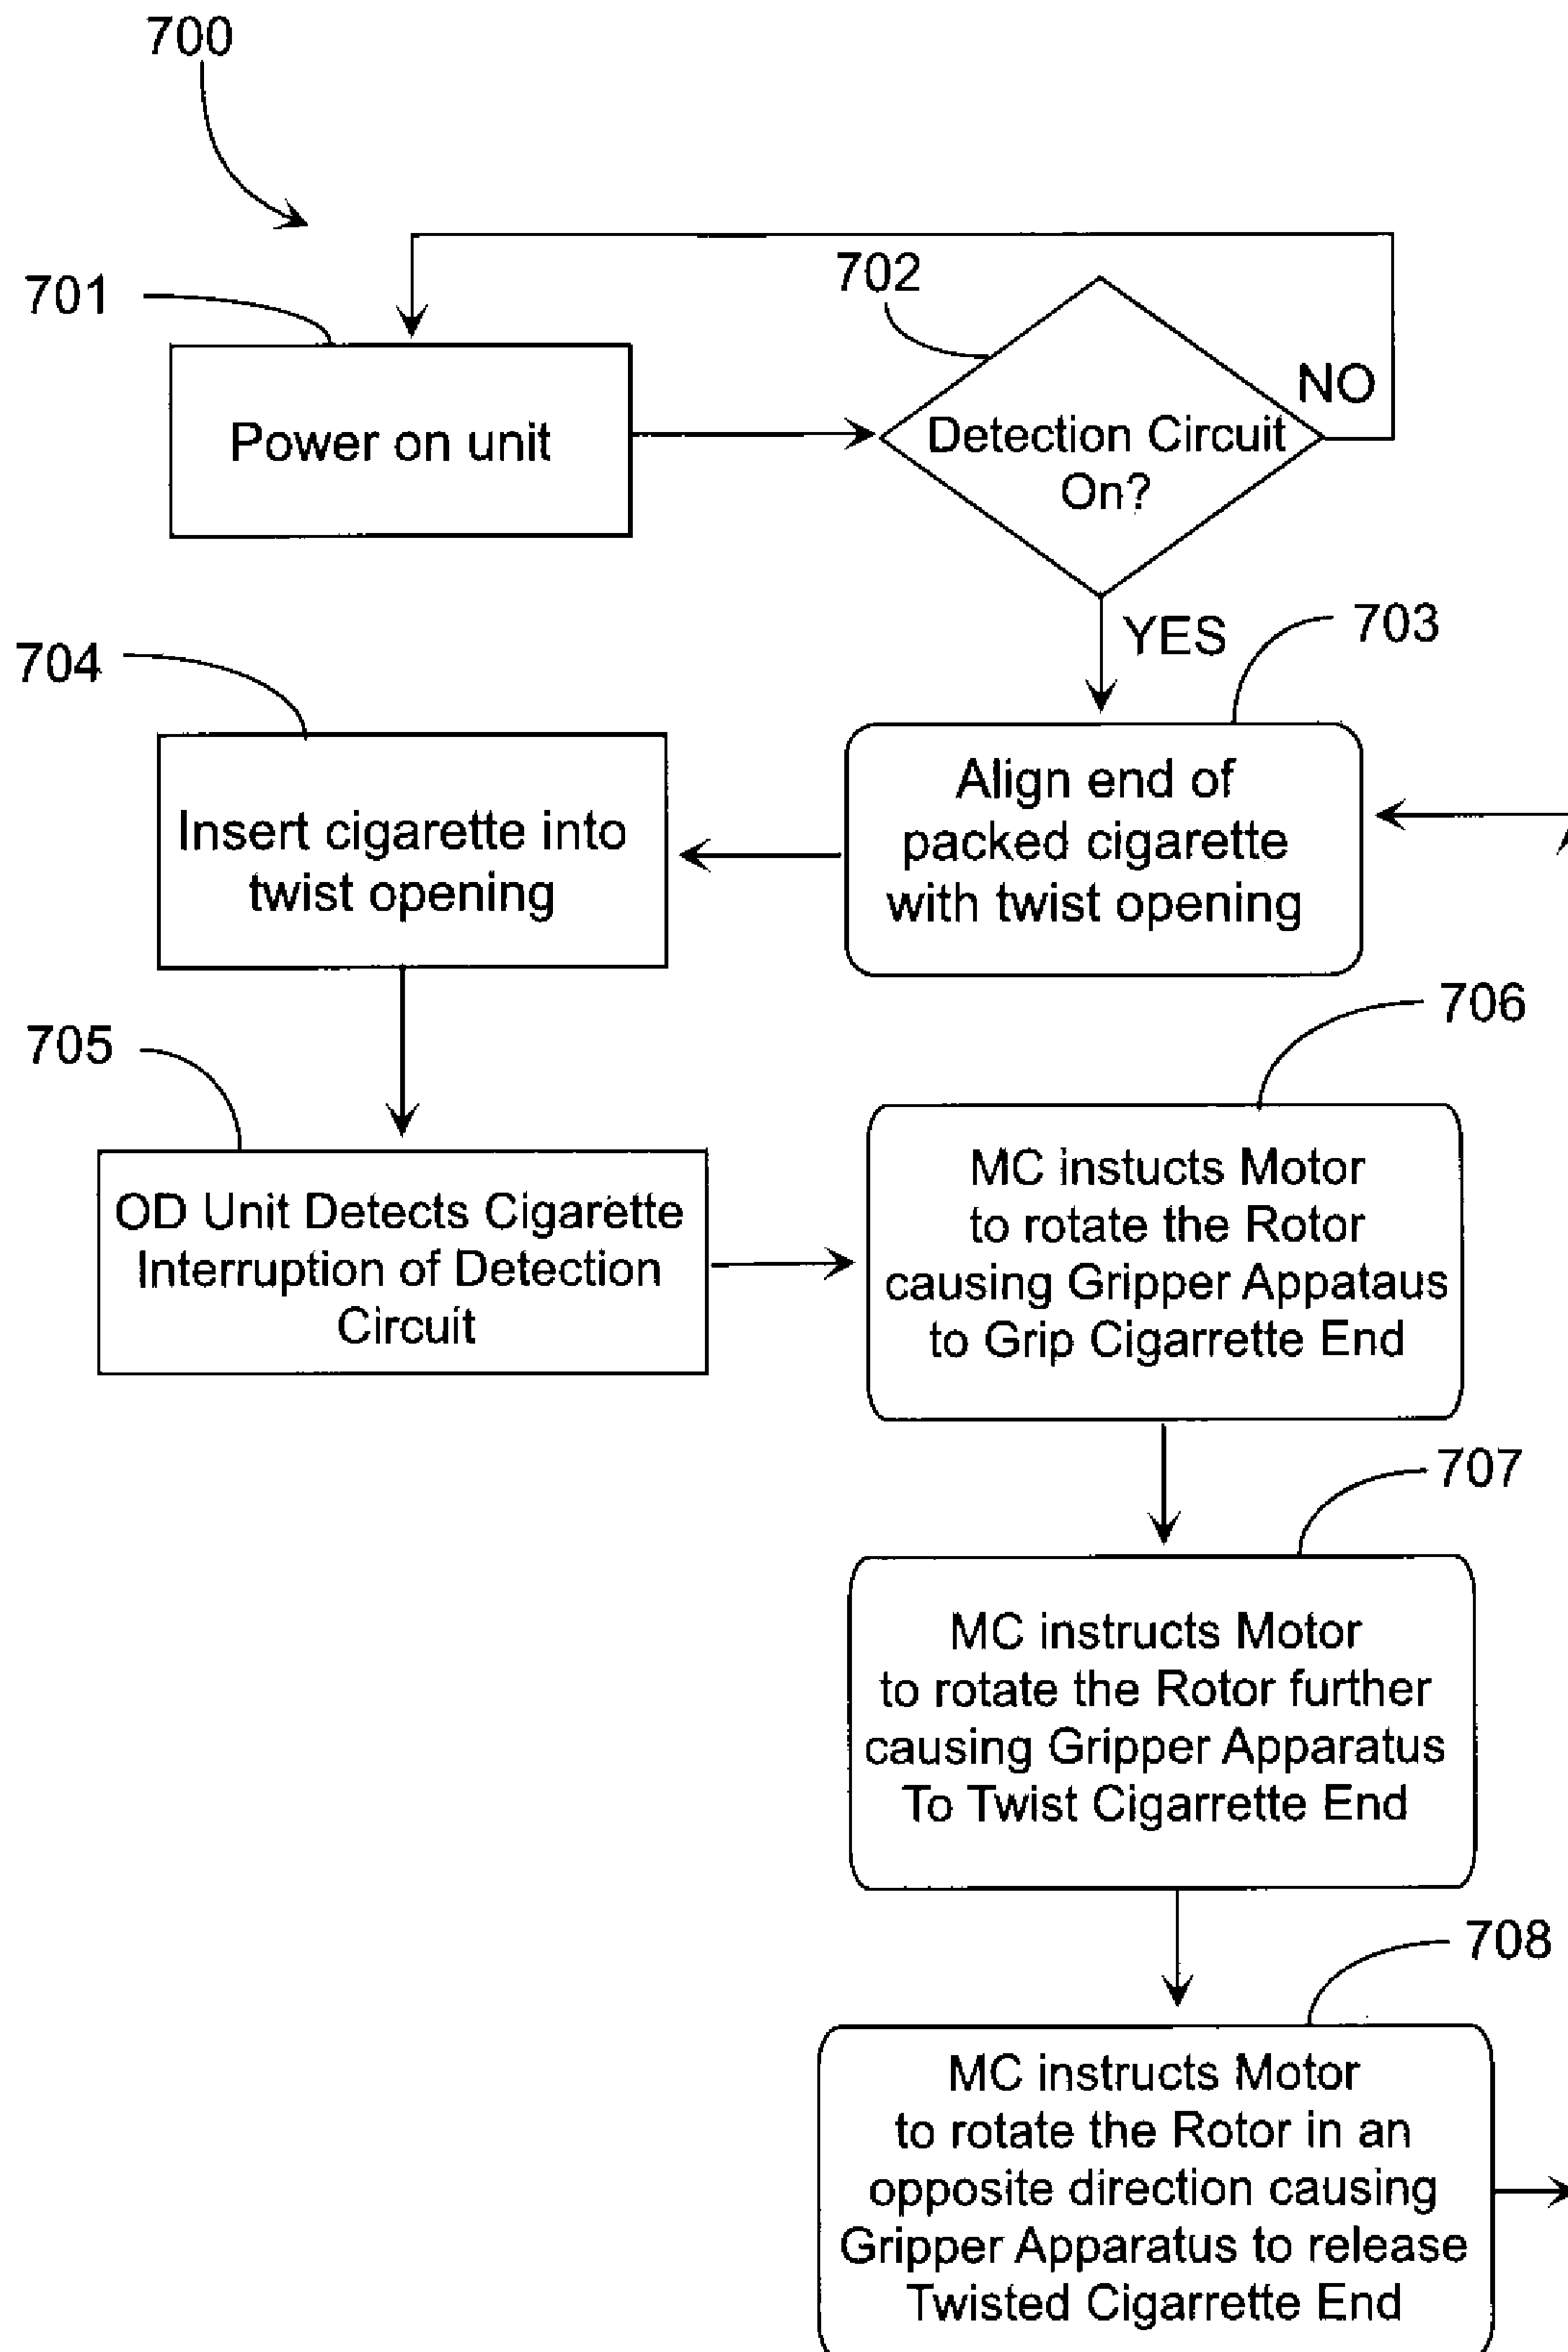 700
701
Power on unit
702
Detection Circuit
On?
NO
YES
703
Align end of
packed cigarette
with twist opening
704
Insert cigarette into
twist opening
705
OD Unit Detects Cigarette
Interruption of Detection
Circuit
706
MC instucts Motor
to rotate the Rotor
causing Gripper Appataus
to Grip Cigarrette End
707
MC instructs Motor
to rotate the Rotor further
causing Gripper Apparatus
To Twist Cigarrette End
708
MC instructs Motor
to rotate the Rotor in an
opposite direction causing
Gripper Apparatus to release
Twisted Cigarrette End